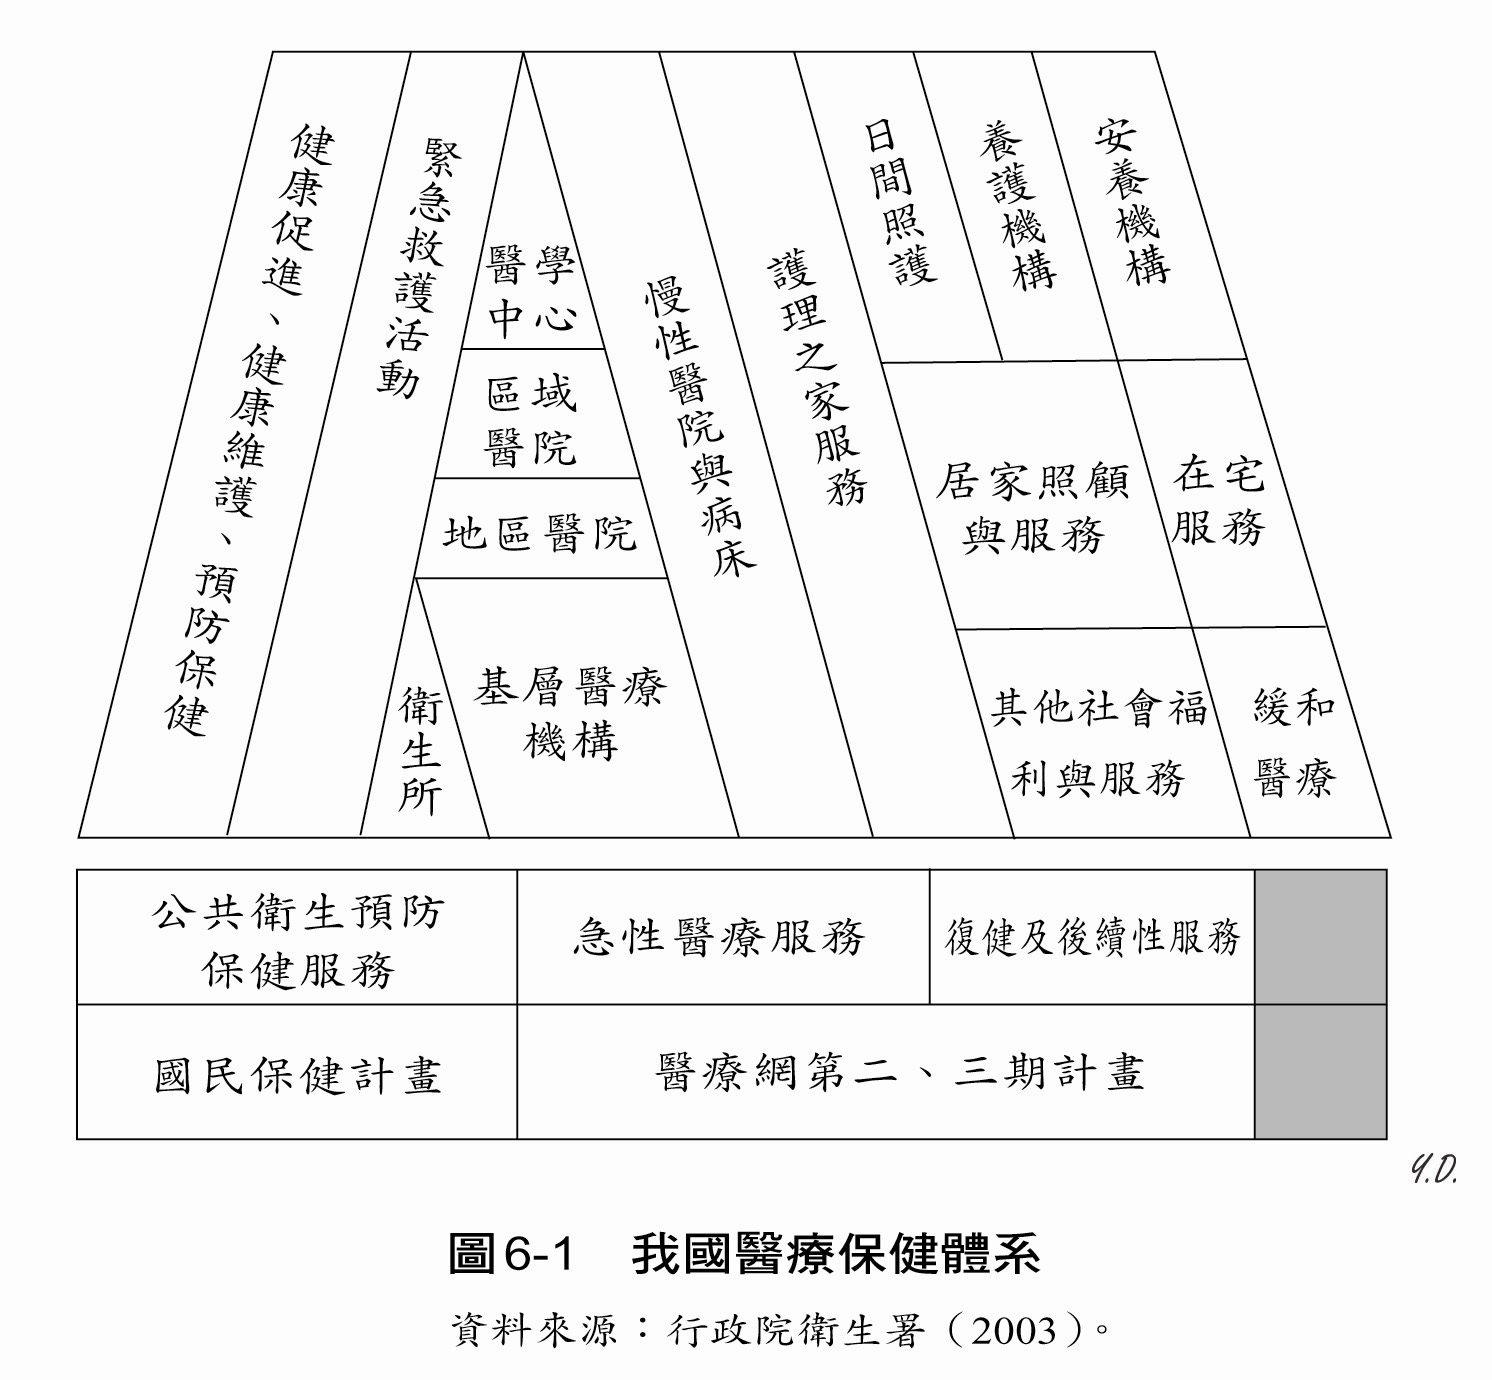 健康促進、健康維護、預防保健
緊急救護活動
醫學
中心
區域
醫院
地區醫院
衛生所
基層醫療
機構
慢性醫院與病床
護理之家服務
日間照護
養護機構
安養機構
居家照顧
與服務
在宅
服務
其他社會福
利與服務
緩和
醫療
公共衛生預防
保健服務
急性醫療服務
復健及後續性服務
國民保健計畫
醫療網第二、三期計畫
Y.D.
圖6-1 我國醫療保健體系
資料來源：行政院衛生署（2003）。